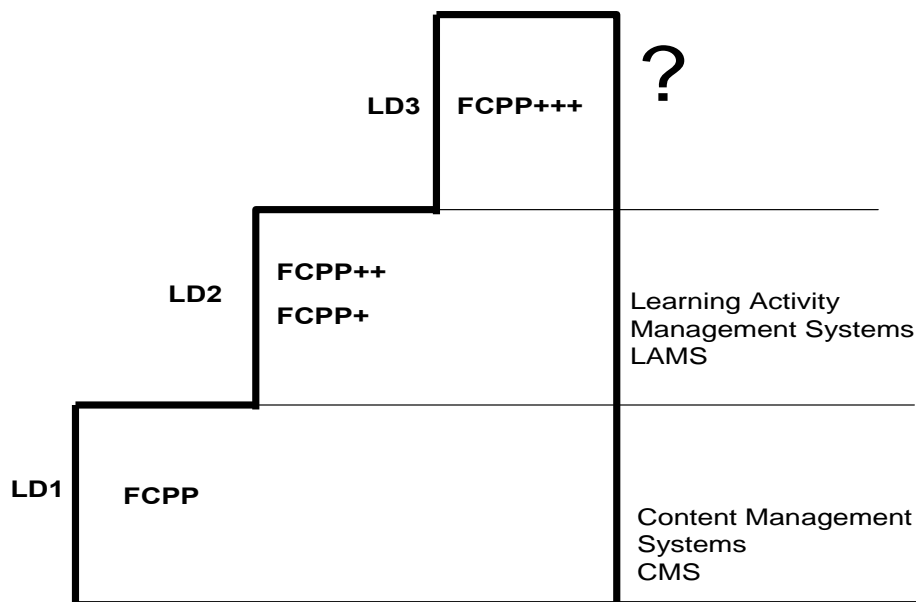 ?
LD3
FCPP+++
LD2
FCPP++
FCPP+
Learning Activity
Management Systems
LAMS
LD1
FCPP
Content Management
Systems
CMS